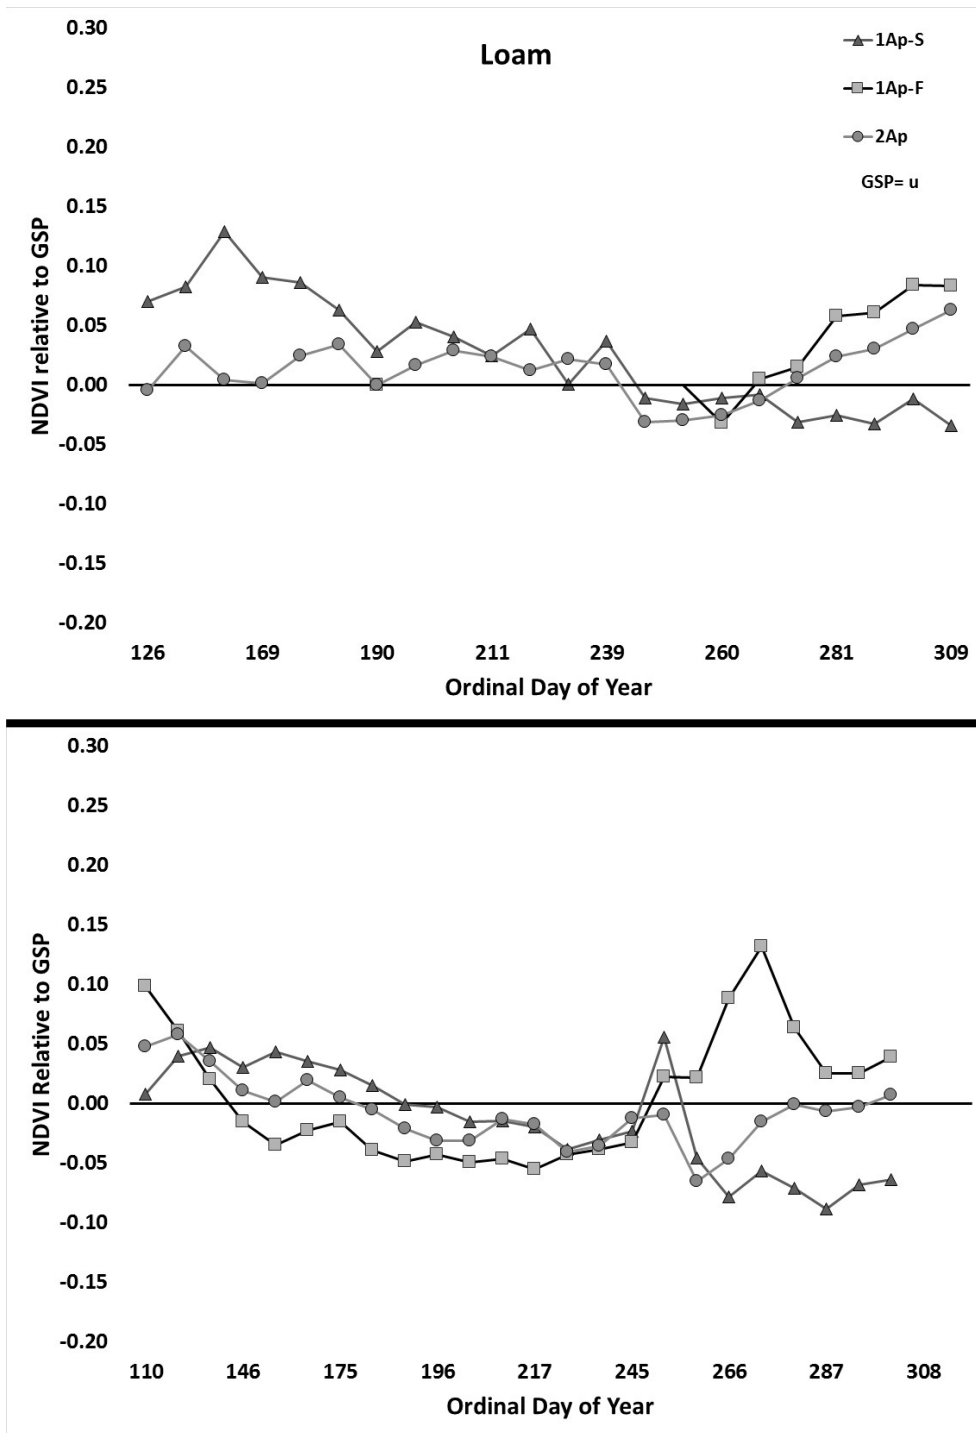 Loam
1Ap-S
1Ap-F
2Ap
GSP= u
NDVI relative to GSP
0.30
0.25
0.20
0.15
0.10
0.05
0.00
-0.05
-0.10
-0.15
-0.20
126 169 190 211 239 260 281 309
Ordinal Day of Year
NDVI Relative to GSP
0.30
0.25
0.20
0.15
0.10
0.05
0.00
-0.05
-0.10
-0.15
-0.20
110 146 175 196 217 245 266 287 308
Ordinal Day of Year